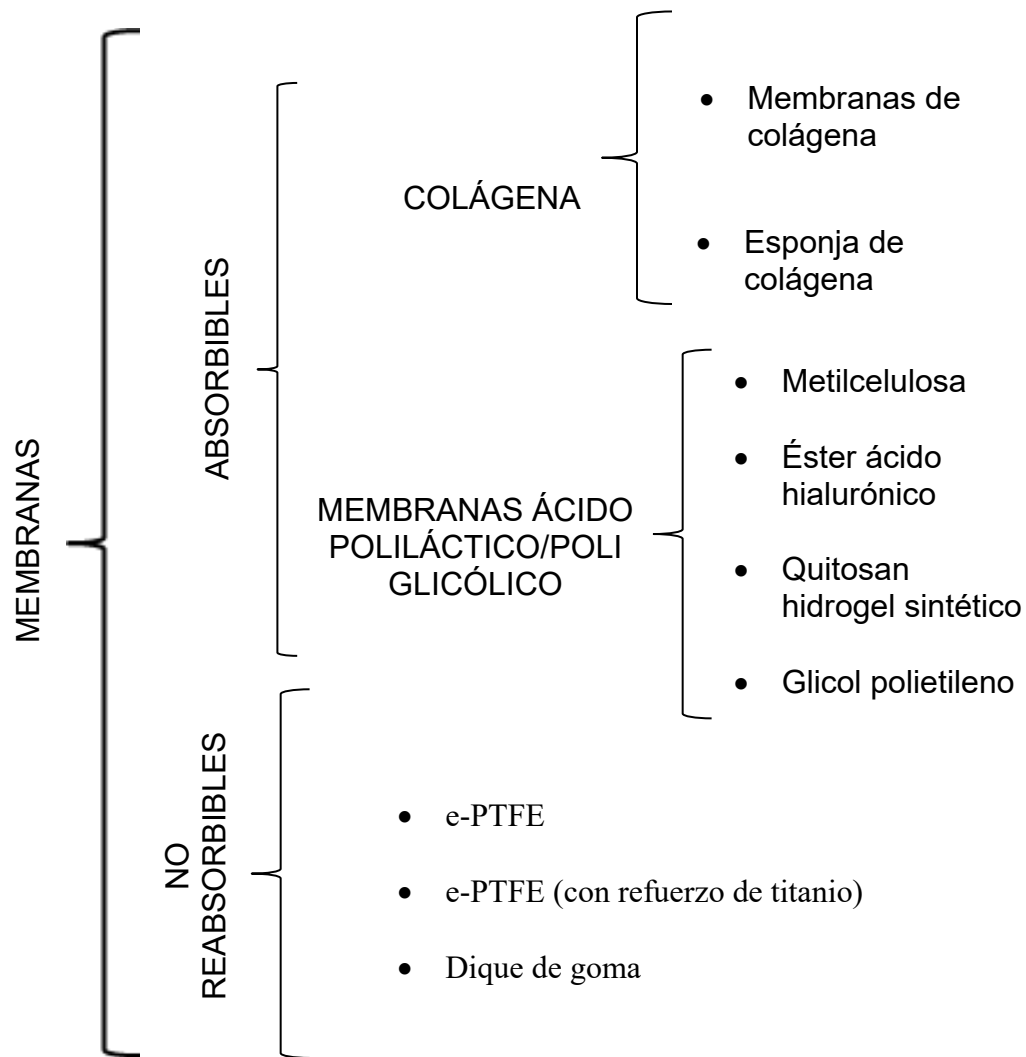 MEMBRANAS
ABSORBIBLES
COLÁGENA
• Membranas de
colágena
• Esponja de
colágena
MEMBRANAS ÁCIDO
POLILÁCTICO/POLI
GLICÓLICO
• Metilcelulosa
• Éster ácido
hialurónico
• Quitosan
hidrogel sintético
• Glicol polietileno
NO
REABSORBIBLES
• e-PTFE
• e-PTFE (con refuerzo de titanio)
• Dique de goma